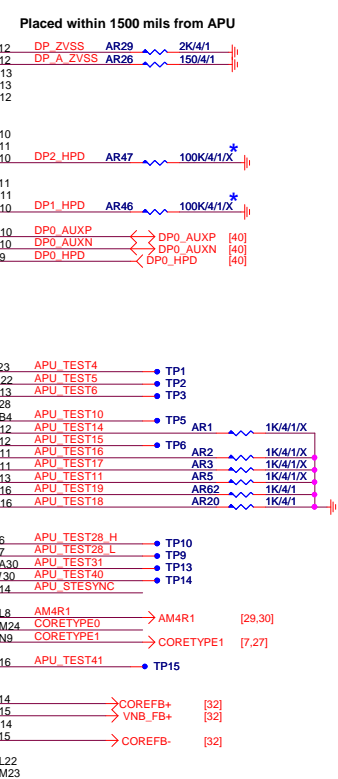 Placed within 1500 mils from APU
12 DP_ZVSS AR29 2K/4/1
12 DP_A_ZVSS AR26 150/4/1
13
13
12
10
11
*
10 DP2_HPD AR47 100K/4/1/X
11
11
*
10 DP1_HPD AR46 100K/4/1/X
10 DP0_AUXP DP0_AUXP [40]
10 DP0_AUXN DP0_AUXN [40]
9 DP0_HPD DP0_HPD [40]
23 APU_TEST4 TP1
22 APU_TEST5 TP2
13 APU_TEST6 TP3
28
B4 APU_TEST10 TP5
12 APU_TEST14 AR1 1K/4/1/X
12 APU_TEST15 TP6
11 APU_TEST16 AR2 1K/4/1/X
11 APU_TEST17 AR3 1K/4/1/X
13 APU_TEST11 AR5 1K/4/1/X
16 APU_TEST19 AR62 1K/4/1
16 APU_TEST18 AR20 1K/4/1
6 APU_TEST28_H TP10
7 APU_TEST28_L TP9
A30 APU_TEST31 TP13
30 APU_TEST40 TP14
14 APU_STESYNC
L8 AM4R1 AM4R1 [29,30]
M24 CORETYPE0
N9 CORETYPE1 CORETYPE1 [7,27]
16 APU_TEST41 TP15
14 COREFB+ [32]
15 VNB_FB+ [32]
14
15 COREFB- [32]
L22
M23